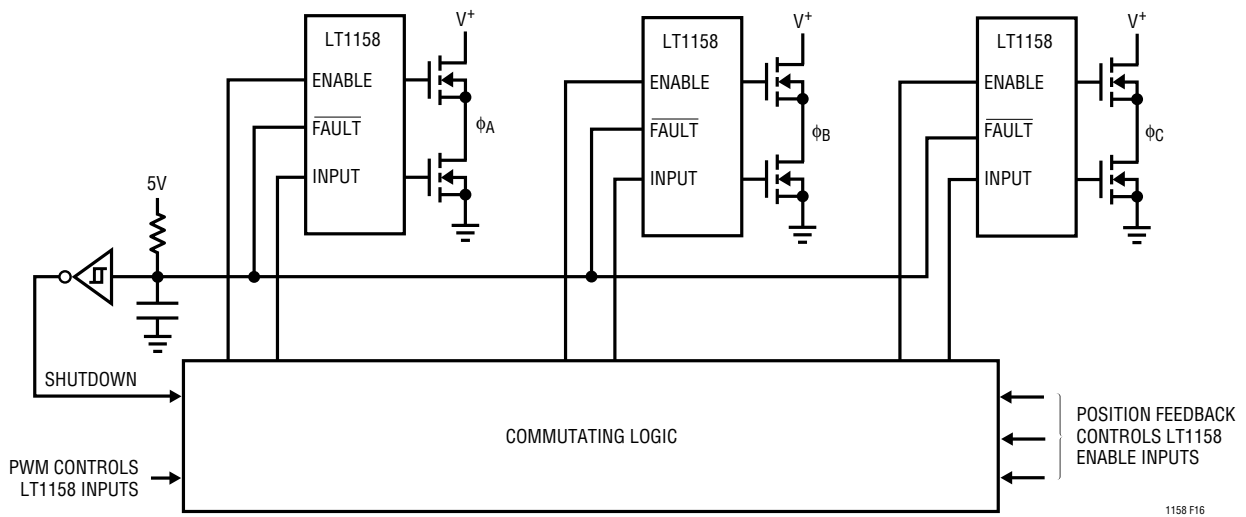 V+
LT1158
ENABLE
FAULT
INPUT
ϕA
V+
LT1158
ENABLE
FAULT
INPUT
ϕB
V+
LT1158
ENABLE
FAULT
INPUT
ϕC
5V
SHUTDOWN
PWM CONTROLS
LT1158 INPUTS
COMMUTATING LOGIC
POSITION FEEDBACK
CONTROLS LT1158
ENABLE INPUTS
1158 F16